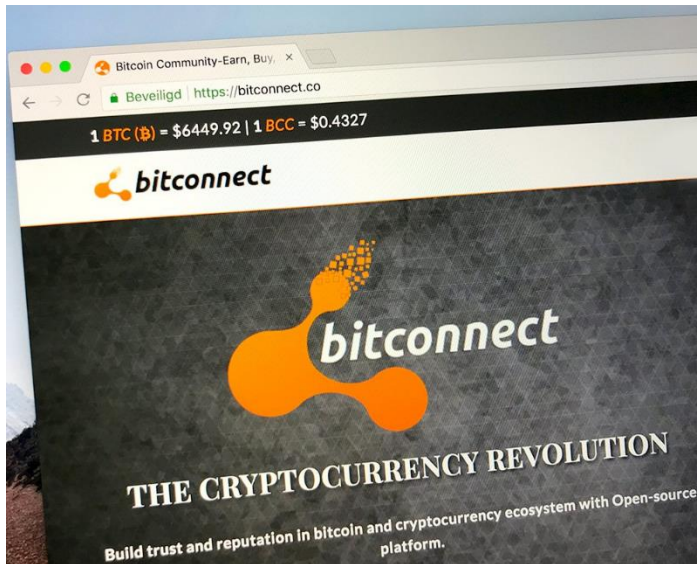 Bitcoin Community-Earn, Buy,
Beveiligd https://bitconnect.co
1 BTC (₿) = $6449.92 | 1 BCC = $0.4327
bitconnect
bitconnect
THE CRYPTOCURRENCY REVOLUTION
Build trust and reputation in bitcoin and cryptocurrency ecosystem with Open-source
platform.